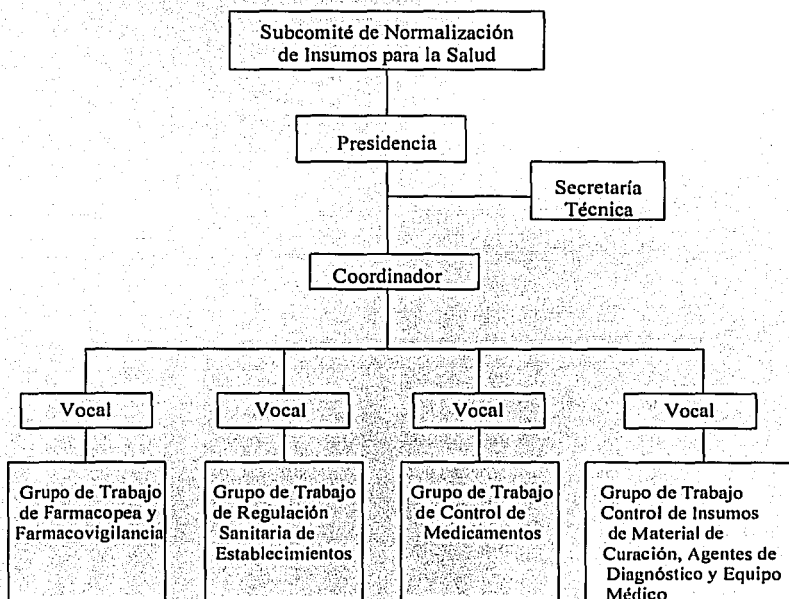 Subcomité de Normalización
de Insumos para la Salud
Presidencia
Secretaría
Técnica
Coordinador
Vocal
Vocal
Vocal
Vocal
Grupo de Trabajo
de Farmacopea y
Farmacovigilancia
Grupo de Trabajo
de Regulación
Sanitaria de
Establecimientos
Grupo de Trabajo
de Control de
Medicamentos
Grupo de Trabajo
Control de Insumos
de Material de
Curación, Agentes de
Diagnóstico y Equipo
Médico